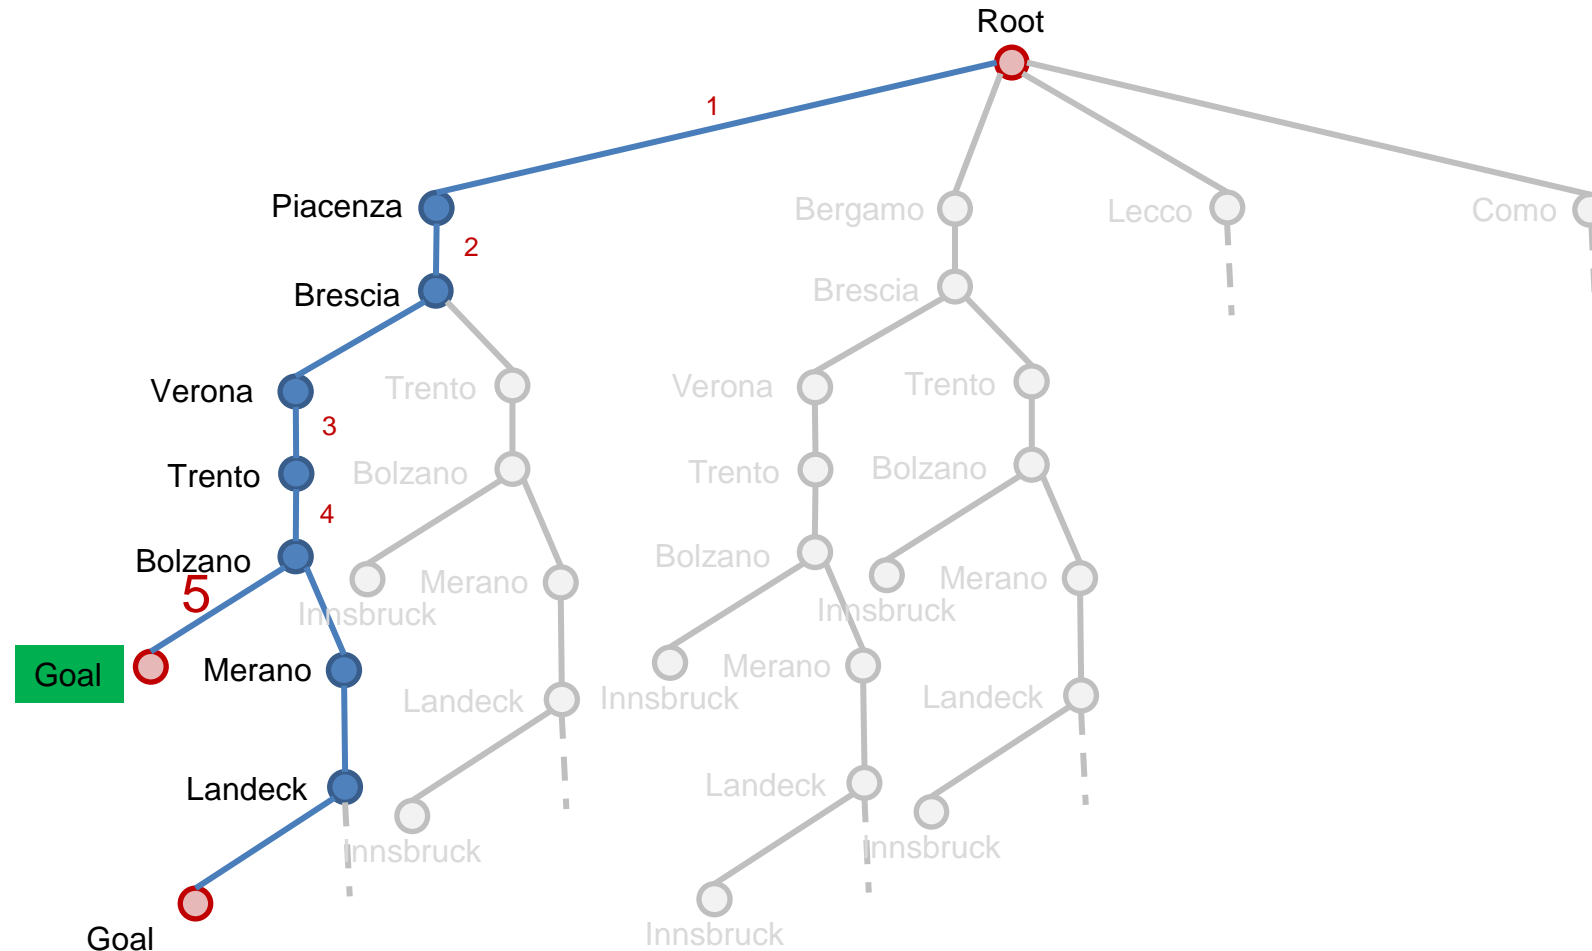 Root
1
Piacenza
Bergamo
Lecco
Como
2
Brescia
Brescia
Verona
Trento
Verona
Trento
3
Trento
Bolzano
Trento
Bolzano
4
Bolzano
Bolzano
5
Merano
Merano
Innsbruck
Innsbruck
Goal
Merano
Merano
Landeck
Innsbruck
Landeck
Landeck
Landeck
Innsbruck
Innsbruck
Goal
Innsbruck